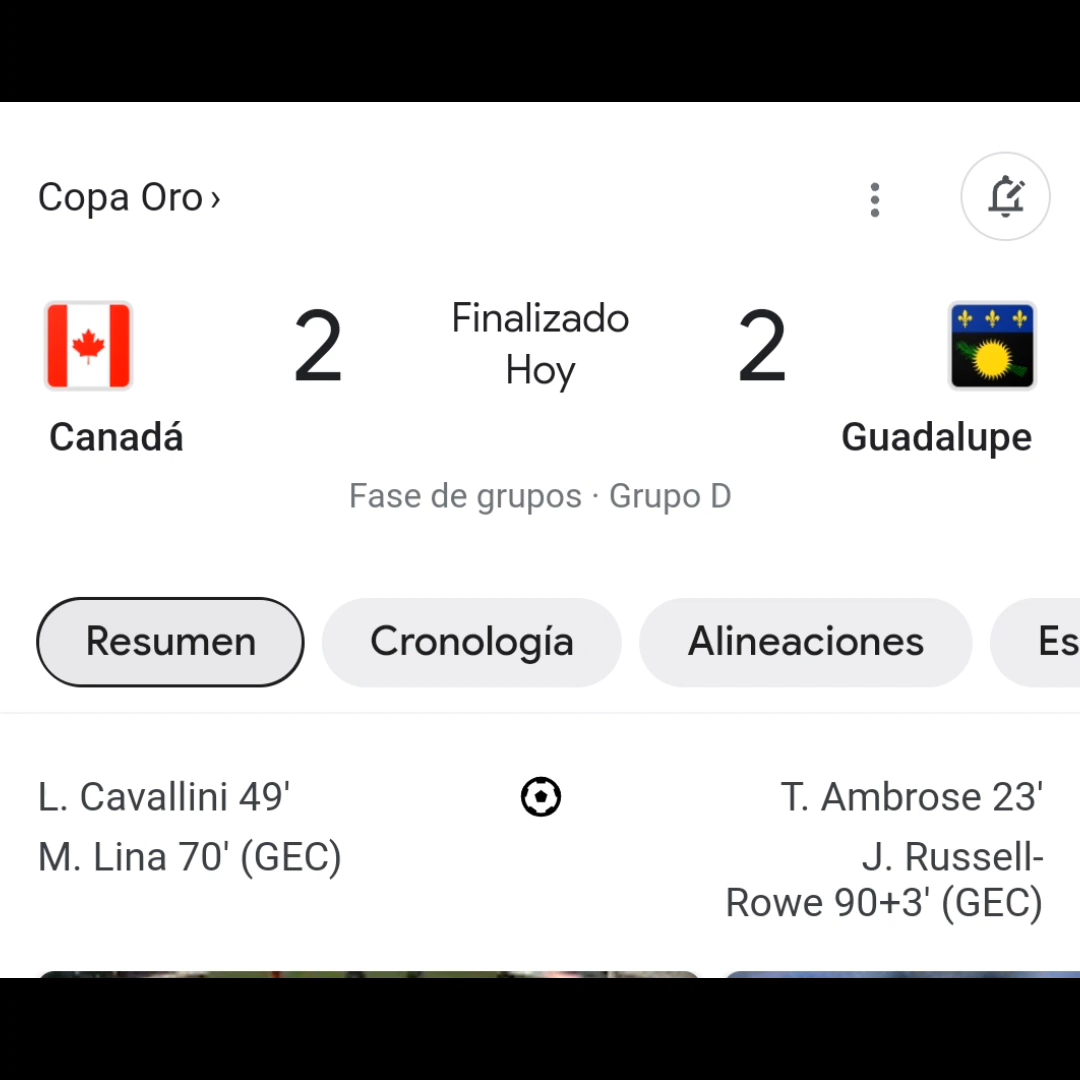 Copa Oro ›
2 Finalizado 2
Hoy
Canadá Guadalupe
Fase de grupos · Grupo D
Resumen Cronología Alineaciones Es
L. Cavallini 49' T. Ambrose 23'
M. Lina 70' (GEC) J. Russell-
Rowe 90+3' (GEC)